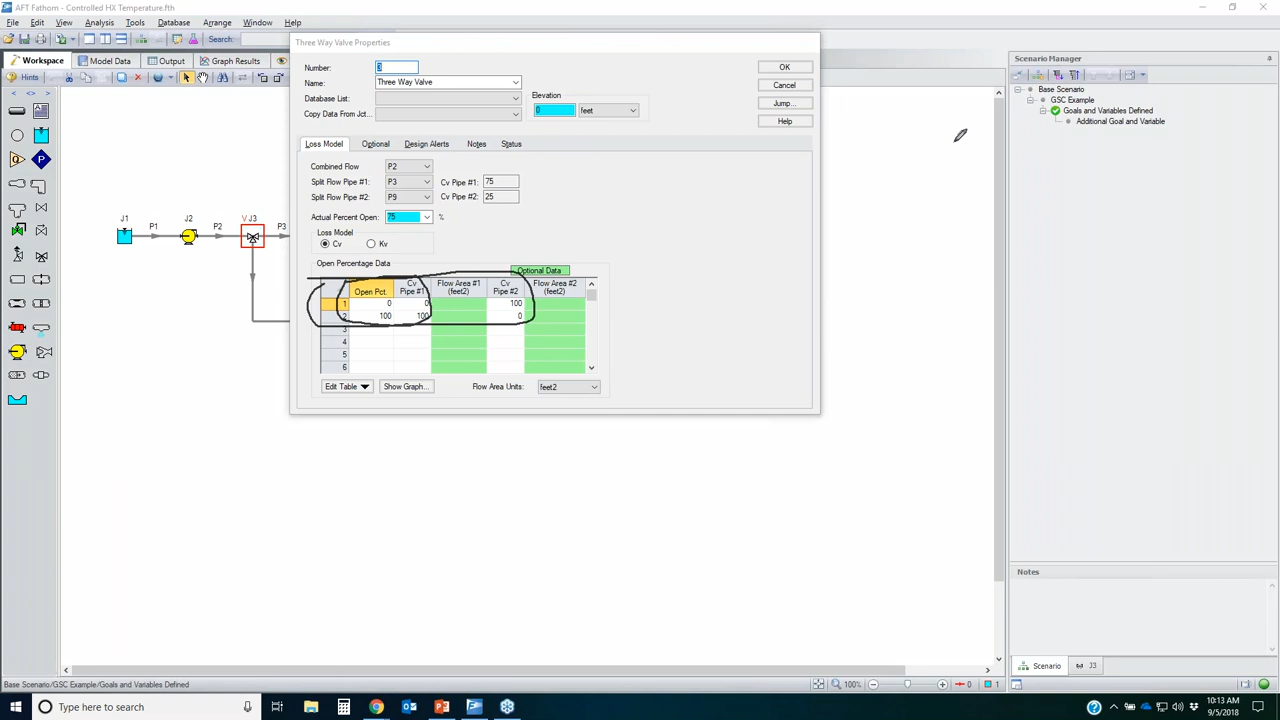 AFT Fathom - Controlled HX Temperature.fth
File Edit View Analysis Tools Database Arrange Window Help
Search:
Workspace Model Data Output Graph Results
Hints
Three Way Valve Properties
Number: 3
Name: Three Way Valve
Database List:
Copy Data From Jct...
Elevation
0 feet
OK
Cancel
Jump...
Help
Loss Model Optional Design Alerts Notes Status
Combined Flow P2
Split Flow Pipe #1: P3 Cv Pipe #1: 75
Split Flow Pipe #2: P9 Cv Pipe #2: 25
Actual Percent Open: 75 %
Loss Model
Cv Kv
Open Percentage Data
Optional Data
Open Pct. Cv Pipe #1 Flow Area #1 (feet2) Cv Pipe #2 Flow Area #2 (feet2)
1 0 0 100
2 100 100 0
3
4
5
6
Edit Table Show Graph... Flow Area Units: feet2
J1 P1 J2 P2 V J3 P3
Scenario Manager
Base Scenario
GSC Example
Goals and Variables Defined
Additional Goal and Variable
Notes
Scenario J3
Base Scenario/GSC Example/Goals and Variables Defined
100% 0 1
Type here to search
10:13 AM
9/5/2018